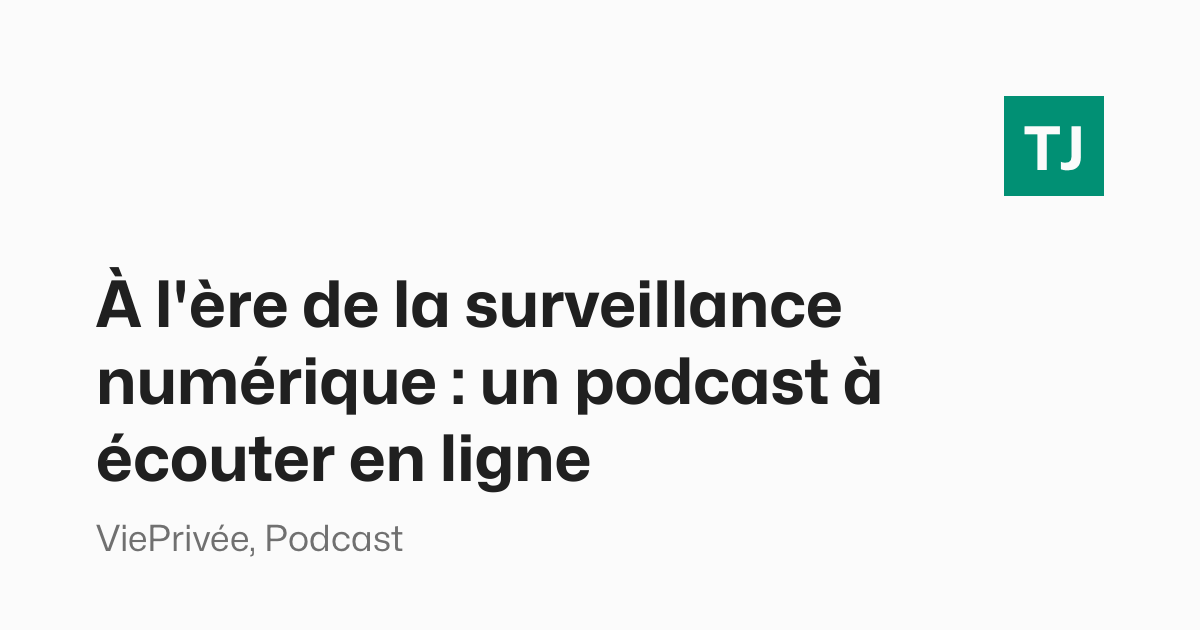 TJ
À l'ère de la surveillance
numérique : un podcast à
écouter en ligne
ViePrivée, Podcast